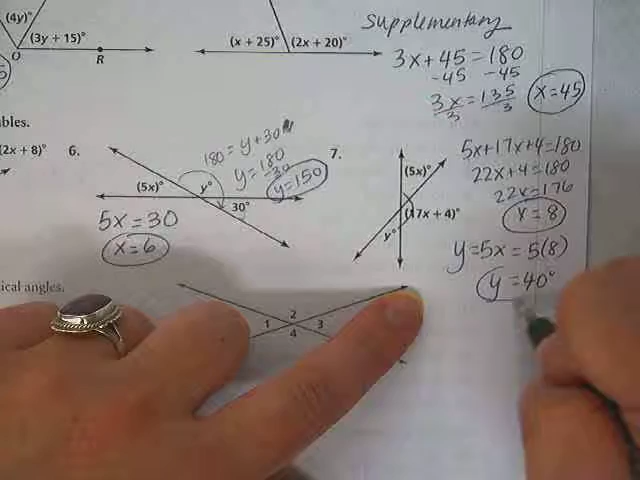 (4y)°
(3y + 15)°
O
R
(x + 25)°
(2x + 20)°
Supplementary
3x + 45 = 180
-45 -45
3x = 135
3 3
x = 45
bles.
(2x + 8)°
6.
(5x)°
y°
30°
180 = y + 30
y = 180
-30
y = 150
5x = 30
x = 6
7.
(5x)°
(17x + 4)°
y°
5x + 17x + 4 = 180
22x + 4 = 180
22x = 176
x = 8
y = 5x = 5(8)
y = 40°
ical angles.
1
2
3
4